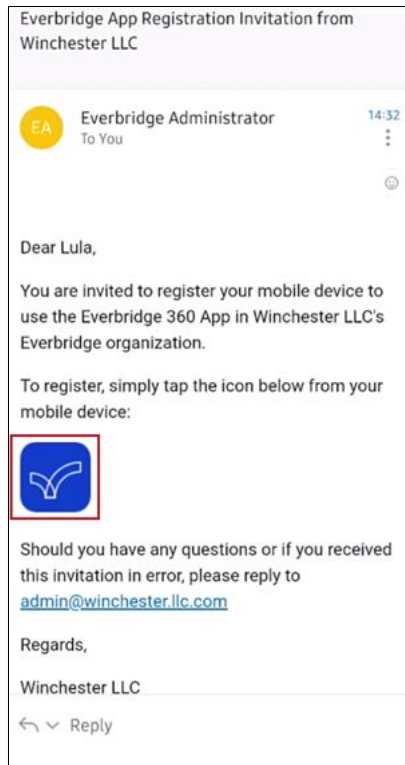 Everbridge App Registration Invitation from
Winchester LLC
EA
Everbridge Administrator
14:32
To You
Dear Lula,
You are invited to register your mobile device to
use the Everbridge 360 App in Winchester LLC's
Everbridge organization.
To register, simply tap the icon below from your
mobile device:
Should you have any questions or if you received
this invitation in error, please reply to
admin@winchester.llc.com
Regards,
Winchester LLC
Reply